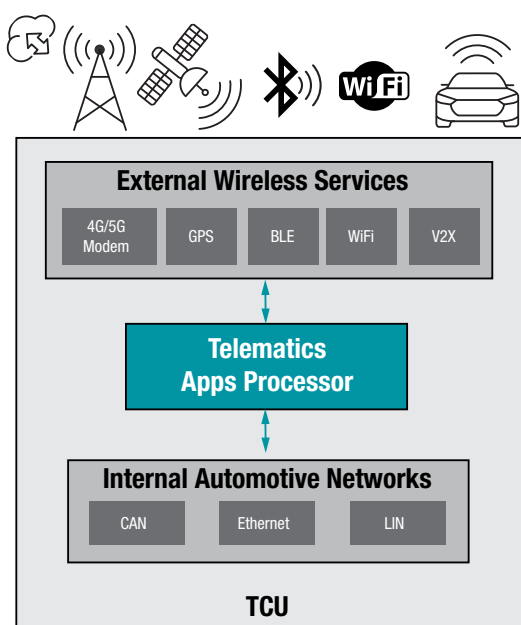 WiFi
External Wireless Services
4G/5G
Modem
GPS
BLE
WiFi
V2X
Telematics
Apps Processor
Internal Automotive Networks
CAN
Ethernet
LIN
TCU